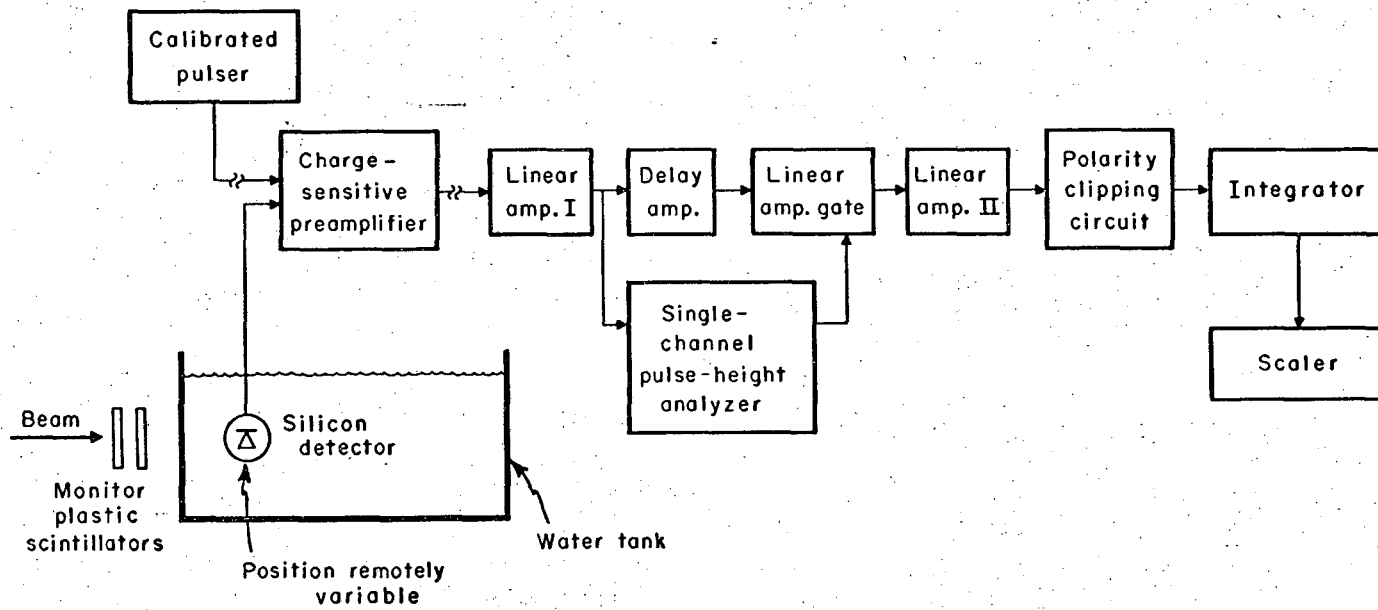 Calibrated
pulser
Charge-
sensitive
preamplifier
Linear
amp. I
Delay
amp.
Linear
amp. gate
Linear
amp. II
Polarity
clipping
circuit
Integrator
Single-
channel
pulse-height
analyzer
Scaler
Beam
Silicon
detector
Monitor
plastic
scintillators
Water tank
Position remotely
variable